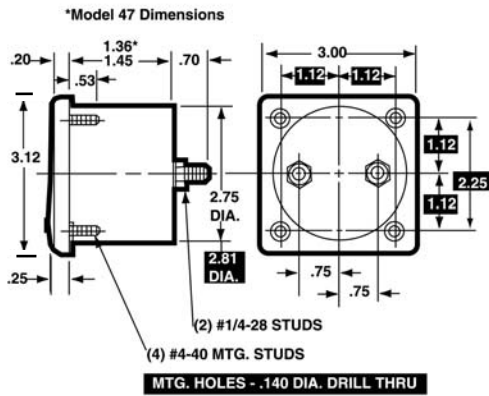 *Model 47 Dimensions
.20
1.36*
1.45
.70
.53
3.12
2.75
DIA.
2.81
DIA.
.25
3.00
1.12
1.12
1.12
2.25
1.12
.75
.75
(2) #1/4-28 STUDS
(4) #4-40 MTG. STUDS
MTG. HOLES - .140 DIA. DRILL THRU